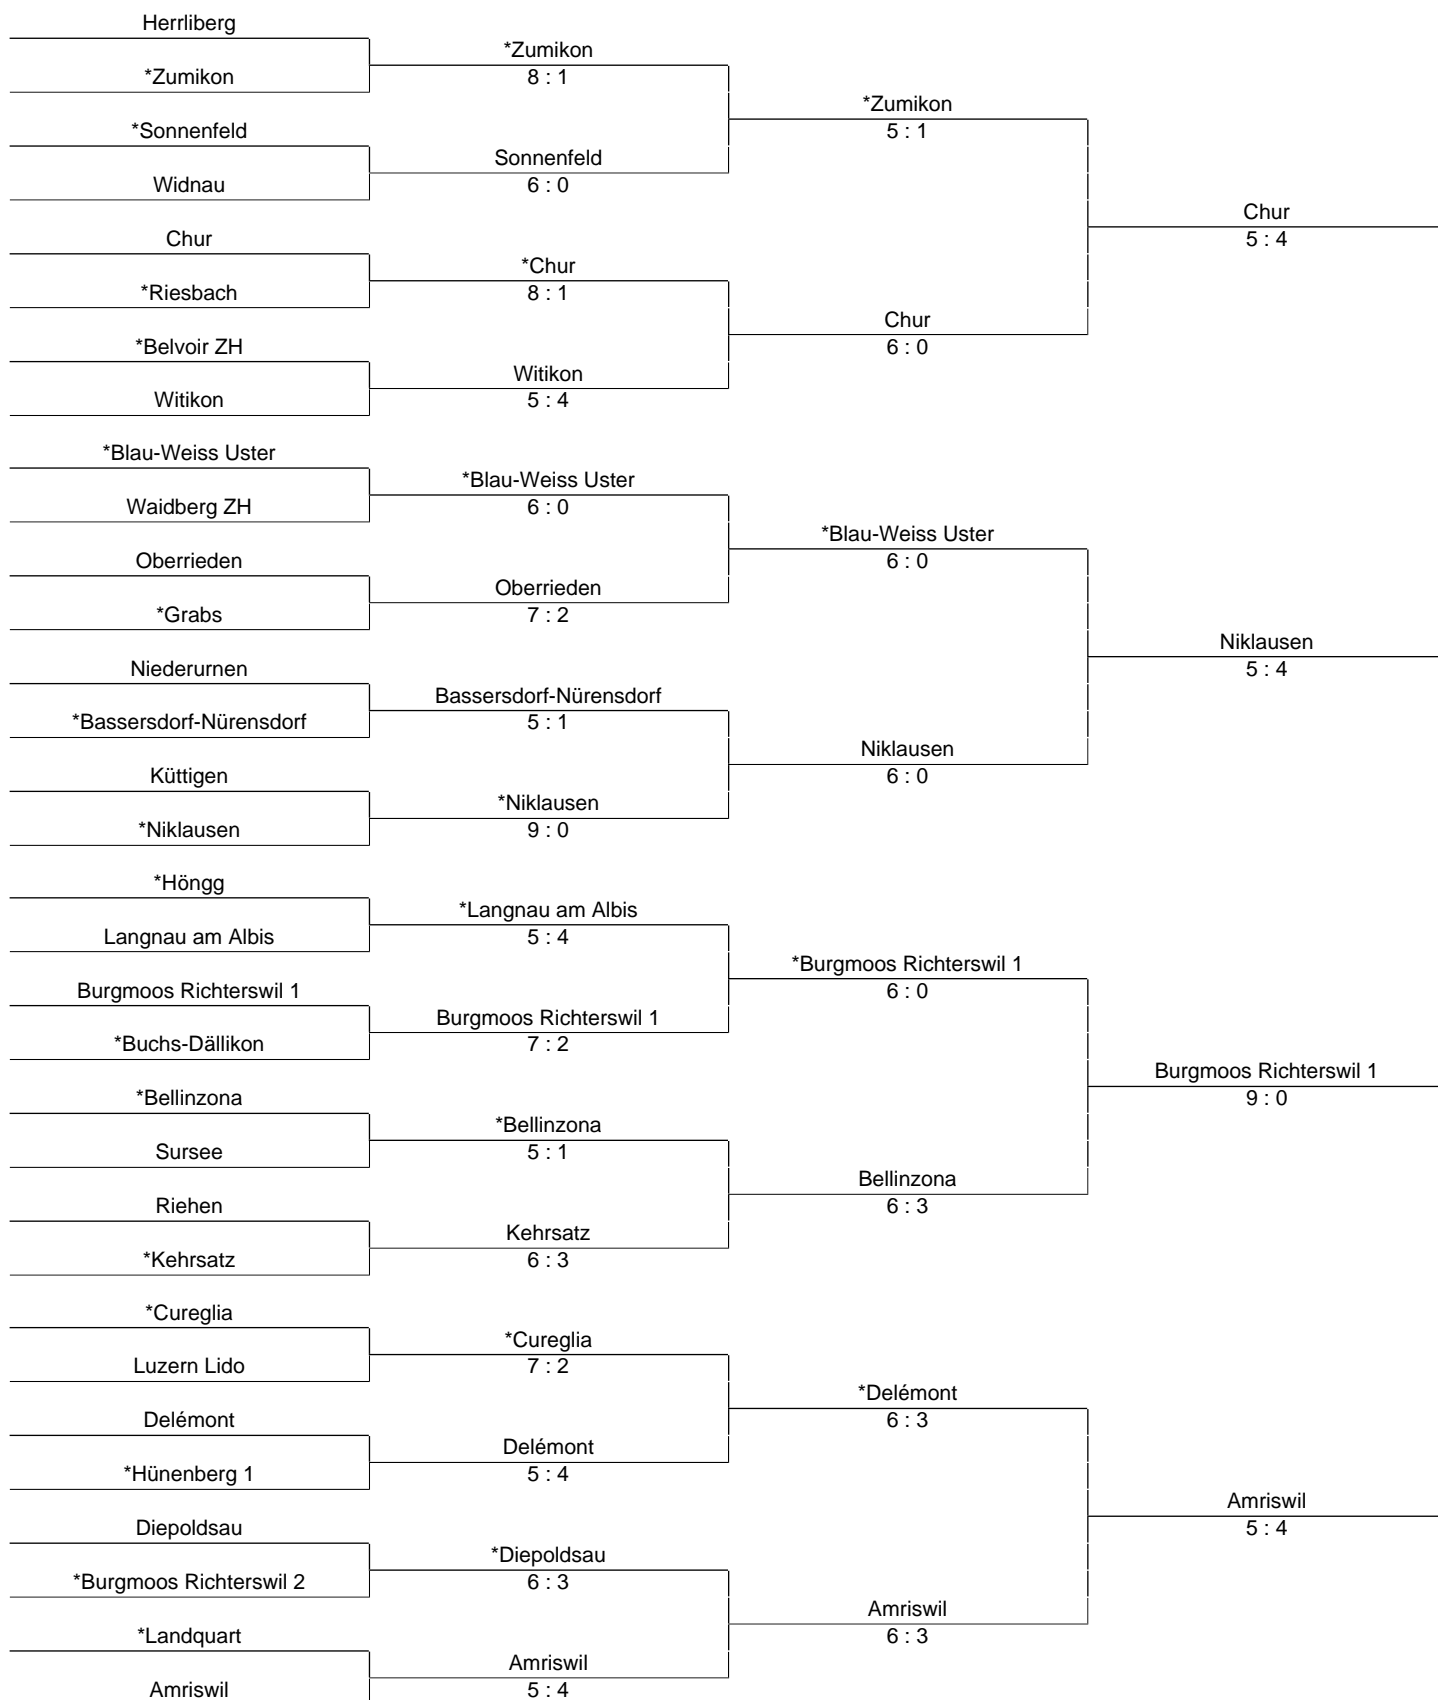 Herrliberg
*Zumikon
*Sonnenfeld
Widnau
Chur
*Riesbach
*Belvoir ZH
Witikon
*Blau-Weiss Uster
Waidberg ZH
Oberrieden
*Grabs
Niederurnen
*Bassersdorf-Nürensdorf
Küttigen
*Niklausen
*Höngg
Langnau am Albis
Burgmoos Richterswil 1
*Buchs-Dällikon
*Bellinzona
Sursee
Riehen
*Kehrsatz
*Cureglia
Luzern Lido
Delémont
*Hünenberg 1
Diepoldsau
*Burgmoos Richterswil 2
*Landquart
Amriswil
*Zumikon
8 : 1
Sonnenfeld
6 : 0
*Chur
8 : 1
Witikon
5 : 4
*Blau-Weiss Uster
6 : 0
Oberrieden
7 : 2
Bassersdorf-Nürensdorf
5 : 1
*Niklausen
9 : 0
*Langnau am Albis
5 : 4
Burgmoos Richterswil 1
7 : 2
*Bellinzona
5 : 1
Kehrsatz
6 : 3
*Cureglia
7 : 2
Delémont
5 : 4
*Diepoldsau
6 : 3
Amriswil
5 : 4
*Zumikon
5 : 1
Chur
6 : 0
*Blau-Weiss Uster
6 : 0
Niklausen
6 : 0
*Burgmoos Richterswil 1
6 : 0
Bellinzona
6 : 3
*Delémont
6 : 3
Amriswil
6 : 3
Chur
5 : 4
Niklausen
5 : 4
Burgmoos Richterswil 1
9 : 0
Amriswil
5 : 4